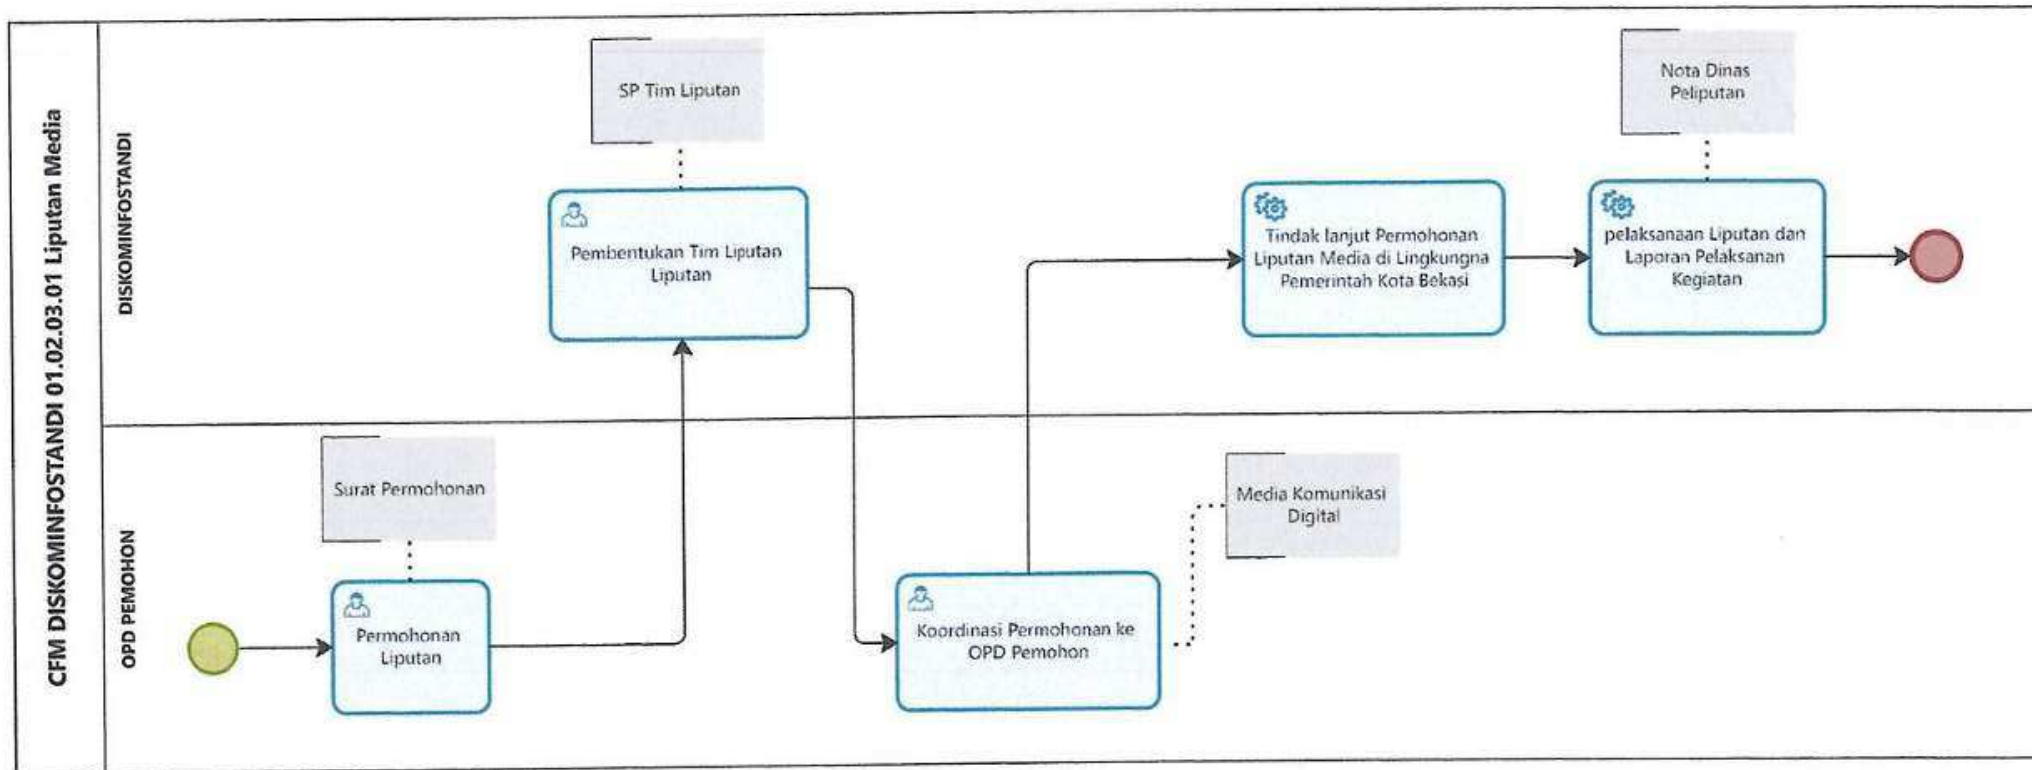 CFM DISKOMINFOSTANDI 01.02.03.01 Liputan Media
DISKOMINFOSTANDI
SP Tim Liputan
Pembentukan Tim Liputan
Liputan
Tindak lanjut Permohonan
Liputan Media di Lingkungna
Pemerintah Kota Bekasi
Nota Dinas
Peliputan
pelaksanaan Liputan dan
Laporan Pelaksanan
Kegiatan
OPD PEMOHON
Surat Permohonan
Permohonan
Liputan
Koordinasi Permohonan ke
OPD Pemohon
Media Komunikasi
Digital